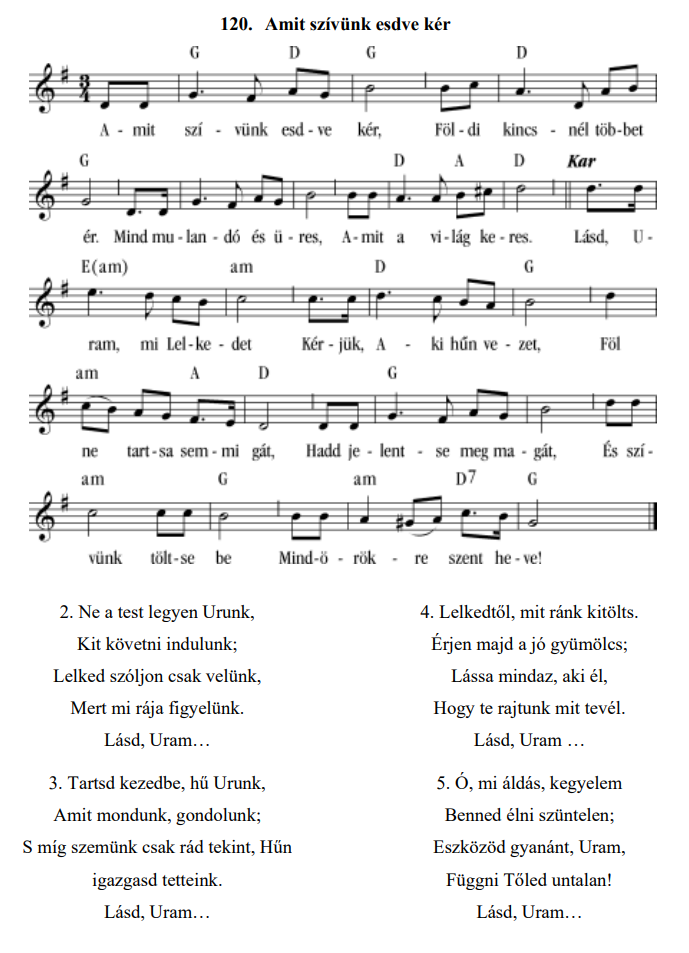 120. Amit szívünk esdve kér
G D G D
A - mit szí - vünk esd - ve kér, Föl - di kincs - nél töb - bet
G D A D Kar
ér. Mind mu - lan - dó és ü - res, A - mit a vi - lág ke - res. Lásd, U -
E(am) am D G
ram, mi Lel - ke - det Kér - jük, A - ki hűn ve - zet, Föl
am A D G
ne tart - sa sem - mi gát, Hadd je - lent - se meg ma - gát, És szí -
am G am D7 G
vünk tölt - se be Mind - ö - rök - re szent he - ve!
2. Ne a test legyen Urunk,
Kit követni indulunk;
Lelked szóljon csak velünk,
Mert mi rája figyelünk.
Lásd, Uram…
3. Tartsd kezedbe, hű Urunk,
Amit mondunk, gondolunk;
S míg szemünk csak rád tekint, Hűn
igazgasd tetteink.
Lásd, Uram…
4. Lelkedtől, mit ránk kitölts.
Érjen majd a jó gyümölcs;
Lássa mindaz, aki él,
Hogy te rajtunk mit tevél.
Lásd, Uram …
5. Ó, mi áldás, kegyelem
Benned élni szüntelen;
Eszközöd gyanánt, Uram,
Függni Tőled untalan!
Lásd, Uram…